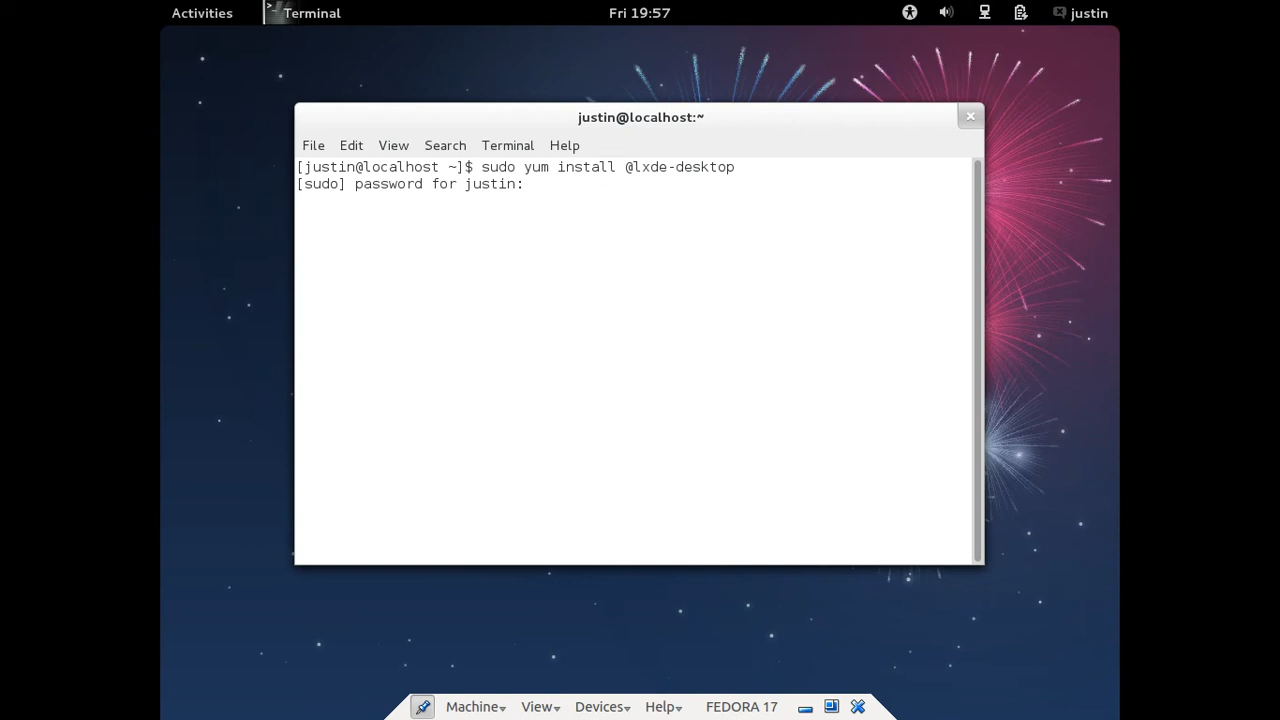 Activities Terminal Fri 19:57 justin
justin@localhost:~
File Edit View Search Terminal Help
[justin@localhost ~]$ sudo yum install @lxde-desktop
[sudo] password for justin:
Machine View Devices Help FEDORA 17